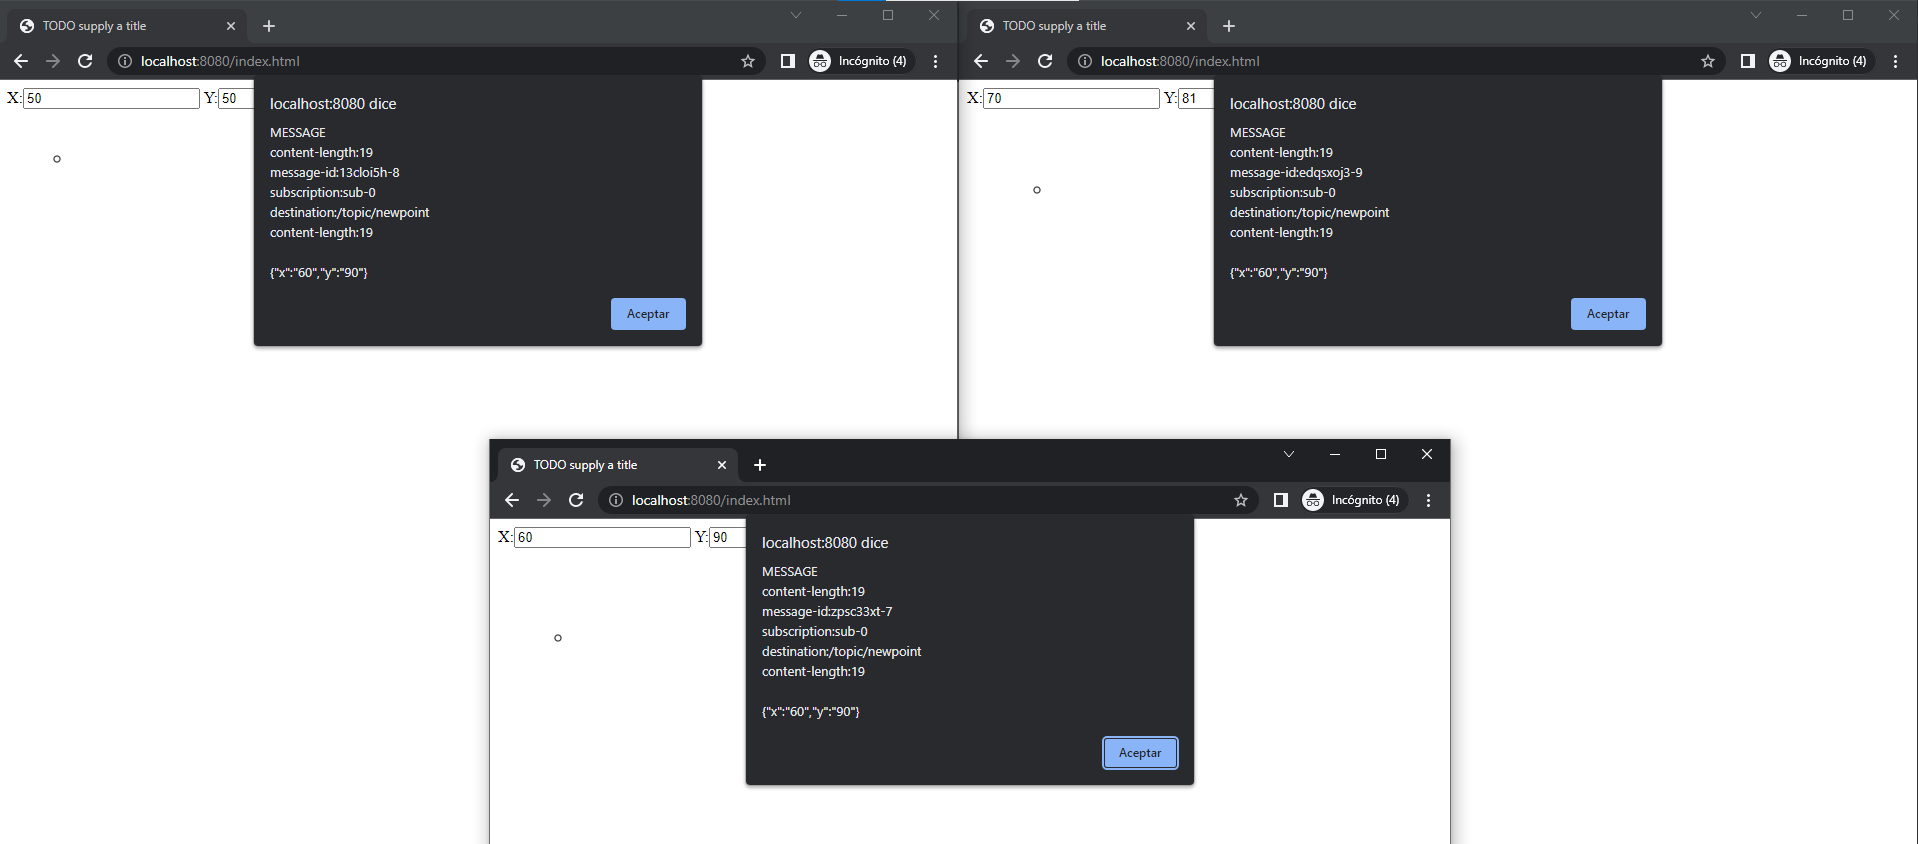 TODO supply a title
localhost:8080/index.html
Incógnito (4)
X: 50 Y: 50
localhost:8080 dice
MESSAGE
content-length:19
message-id:13cloi5h-8
subscription:sub-0
destination:/topic/newpoint
content-length:19
{"x":"60","y":"90"}
Aceptar
TODO supply a title
localhost:8080/index.html
Incógnito (4)
X: 70 Y: 81
localhost:8080 dice
MESSAGE
content-length:19
message-id:edqsxoj3-9
subscription:sub-0
destination:/topic/newpoint
content-length:19
{"x":"60","y":"90"}
Aceptar
TODO supply a title
localhost:8080/index.html
Incógnito (4)
X: 60 Y: 90
localhost:8080 dice
MESSAGE
content-length:19
message-id:zpsc33xt-7
subscription:sub-0
destination:/topic/newpoint
content-length:19
{"x":"60","y":"90"}
Aceptar